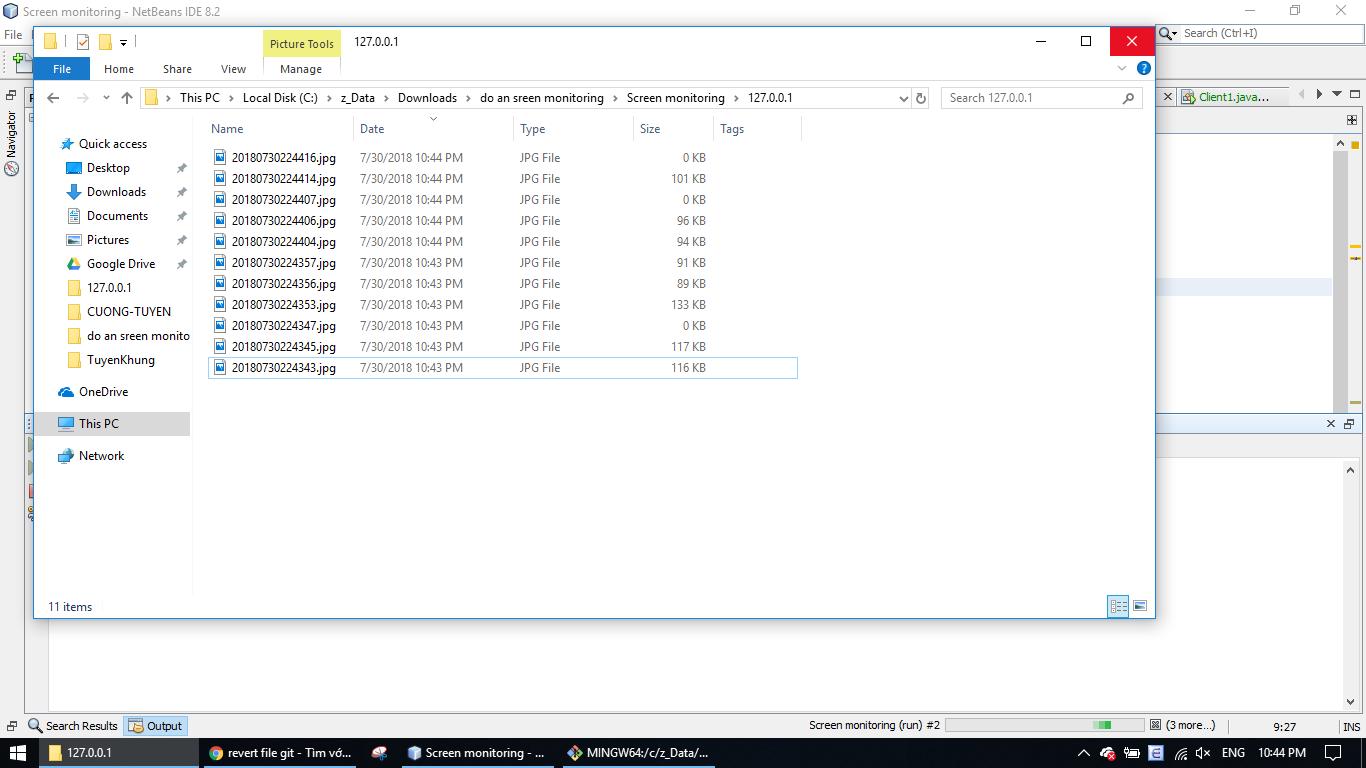 Screen monitoring - NetBeans IDE 8.2
File
Search (Ctrl+I)
Picture Tools
127.0.0.1
File
Home
Share
View
Manage
This PC
Local Disk (C:)
z_Data
Downloads
do an sreen monitoring
Screen monitoring
127.0.0.1
Search 127.0.0.1
Client1.java...
Navigator
Quick access
Desktop
Downloads
Documents
Pictures
Google Drive
127.0.0.1
CUONG-TUYEN
do an sreen monito
TuyenKhung
OneDrive
This PC
Network
Name Date Type Size Tags
20180730224416.jpg 7/30/2018 10:44 PM JPG File 0 KB
20180730224414.jpg 7/30/2018 10:44 PM JPG File 101 KB
20180730224407.jpg 7/30/2018 10:44 PM JPG File 0 KB
20180730224406.jpg 7/30/2018 10:44 PM JPG File 96 KB
20180730224404.jpg 7/30/2018 10:44 PM JPG File 94 KB
20180730224357.jpg 7/30/2018 10:43 PM JPG File 91 KB
20180730224356.jpg 7/30/2018 10:43 PM JPG File 89 KB
20180730224353.jpg 7/30/2018 10:43 PM JPG File 133 KB
20180730224347.jpg 7/30/2018 10:43 PM JPG File 0 KB
20180730224345.jpg 7/30/2018 10:43 PM JPG File 117 KB
20180730224343.jpg 7/30/2018 10:43 PM JPG File 116 KB
11 items
Search Results
Output
Screen monitoring (run) #2
(3 more...)
9:27
INS
127.0.0.1
revert file git - Tìm vớ...
Screen monitoring - ...
MINGW64:/c/z_Data/...
ENG
10:44 PM